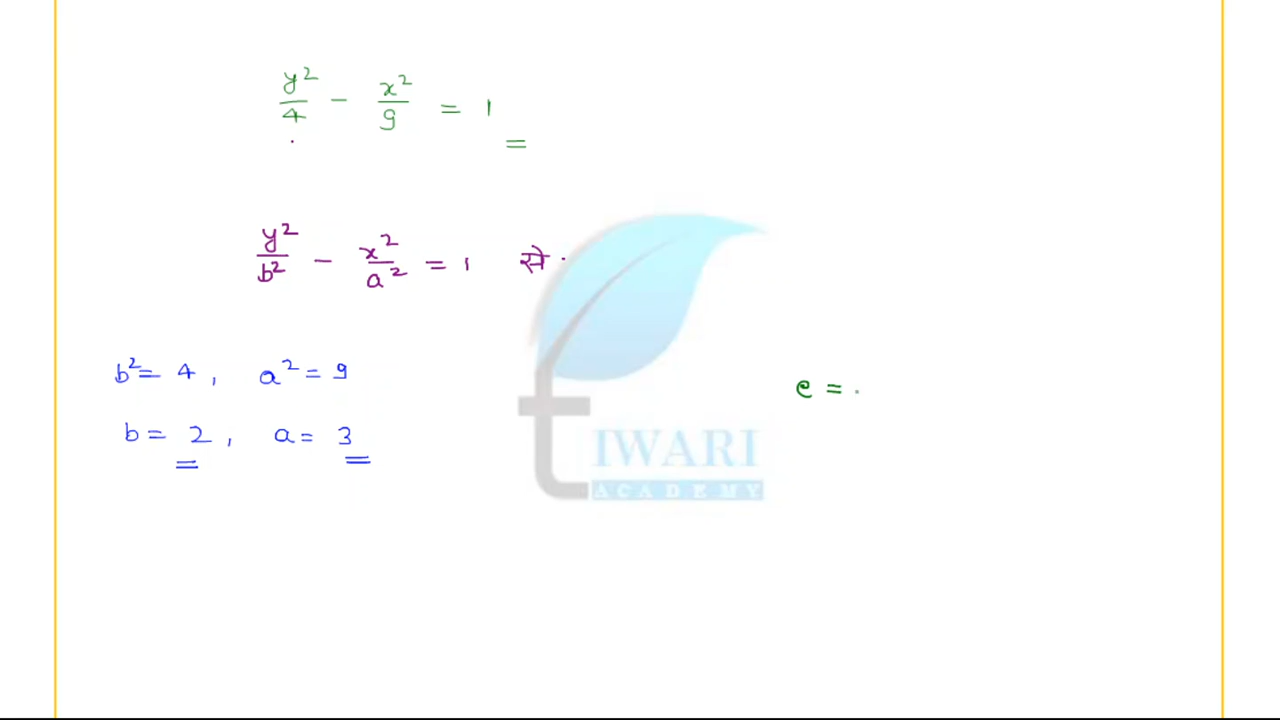 y²/4 - x²/9 = 1
=
y²/b² - x²/a² = 1 से
b² = 4, a² = 9
e =
b = 2, a = 3
tIWARI
ACADEMY